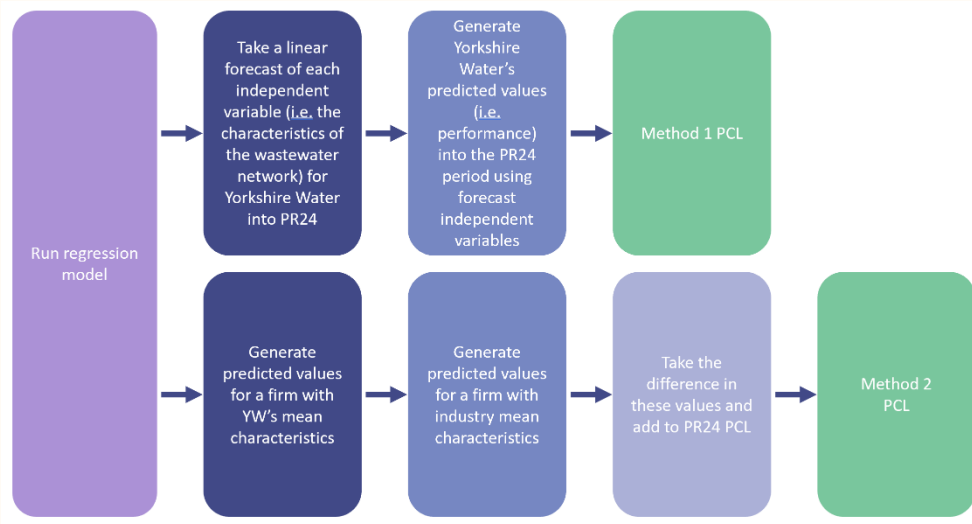 Run regression
model
Take a linear
forecast of each
independent
variable (i.e. the
characteristics of
the wastewater
network) for
Yorkshire Water
into PR24
Generate
Yorkshire
Water's
predicted values
(i.e.
performance)
into the PR24
period using
forecast
independent
variables
Method 1 PCL
Generate
predicted values
for a firm with
YW's mean
characteristics
Generate
predicted values
for a firm with
industry mean
characteristics
Take the
difference in
these values and
add to PR24 PCL
Method 2
PCL